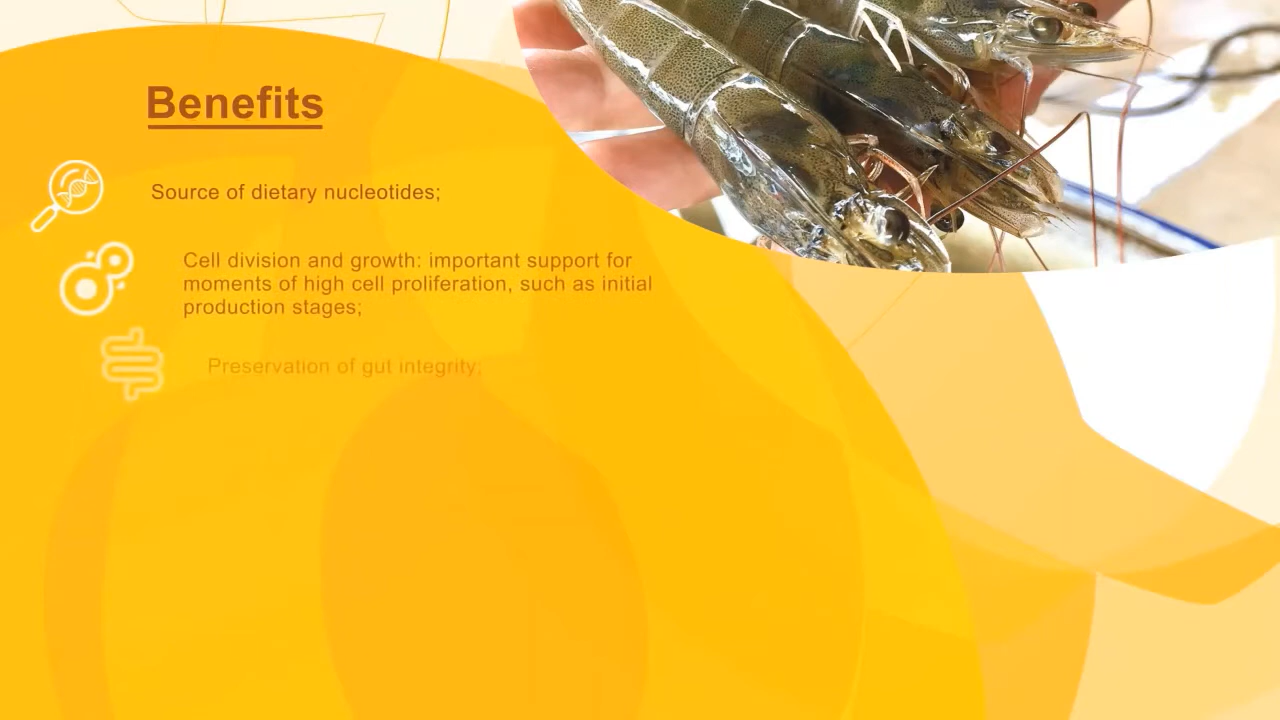 Benefits
Source of dietary nucleotides;
Cell division and growth: important support for
moments of high cell proliferation, such as initial
production stages;
Preservation of gut integrity;